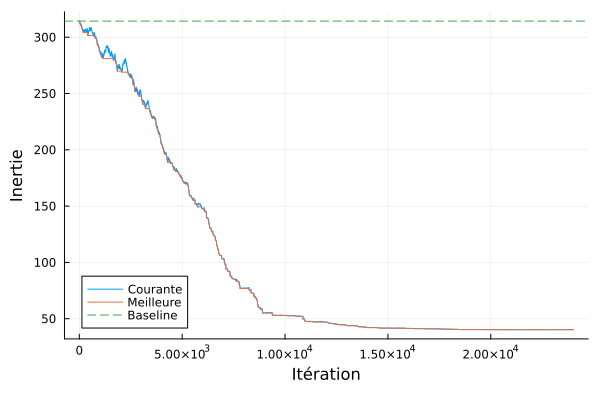 Inertie
300
250
200
150
100
50
Courante
Meilleure
Baseline
0
5.00×10³
1.00×10⁴
1.50×10⁴
2.00×10⁴
Itération